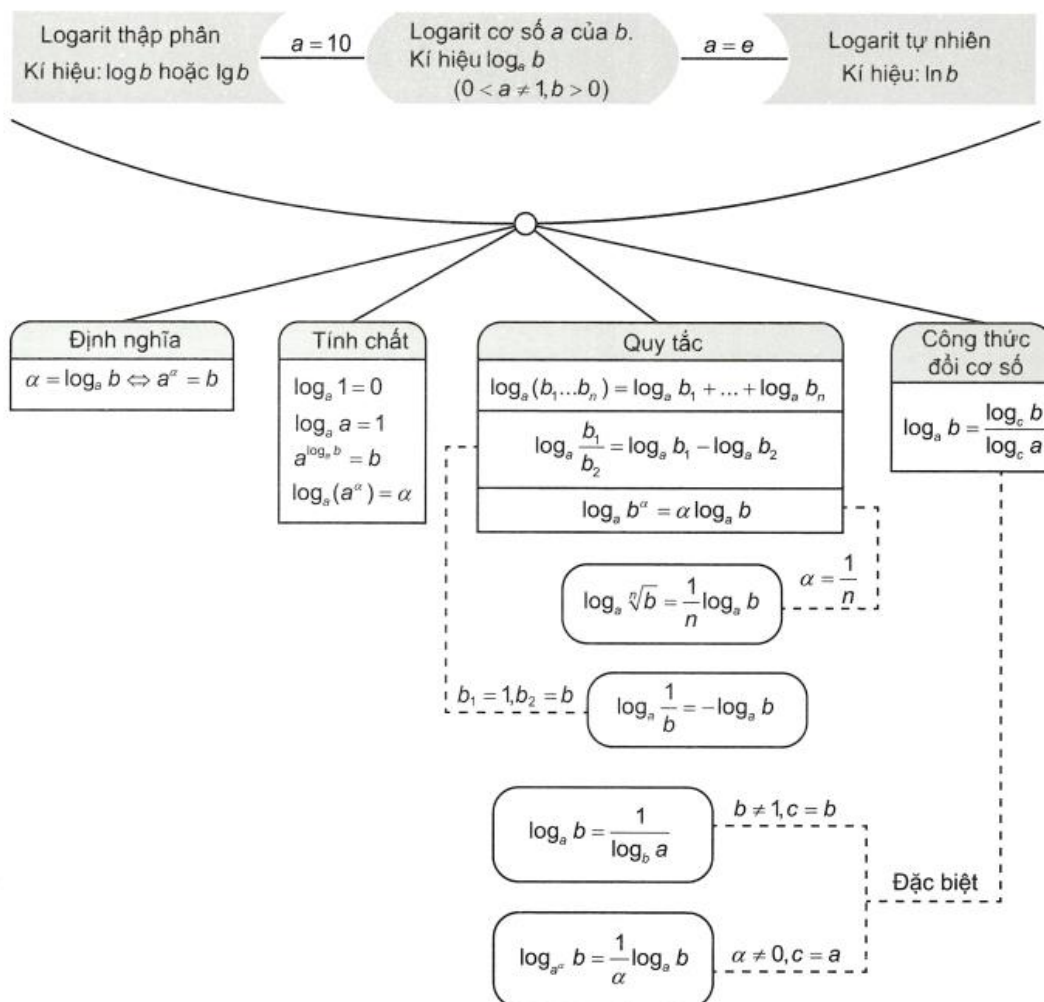 Logarit thập phân
Kí hiệu: log b hoặc lg b
a = 10
Logarit cơ số a của b.
Kí hiệu logₐ b
(0 < a ≠ 1, b > 0)
a = e
Logarit tự nhiên
Kí hiệu: ln b
Định nghĩa
α = logₐ b ⇔ a^α = b
Tính chất
logₐ 1 = 0
logₐ a = 1
a^(logₐ b) = b
logₐ(a^α) = α
Quy tắc
logₐ(b₁...bₙ) = logₐ b₁ + ... + logₐ bₙ
logₐ b₁/b₂ = logₐ b₁ − logₐ b₂
logₐ b^α = α logₐ b
Công thức
đổi cơ số
logₐ b = log_c b / log_c a
logₐ ⁿ√b = 1/n logₐ b
α = 1/n
b₁ = 1, b₂ = b
logₐ 1/b = −logₐ b
logₐ b = 1/log_b a
b ≠ 1, c = b
Đặc biệt
log_(a^α) b = 1/α logₐ b
α ≠ 0, c = a